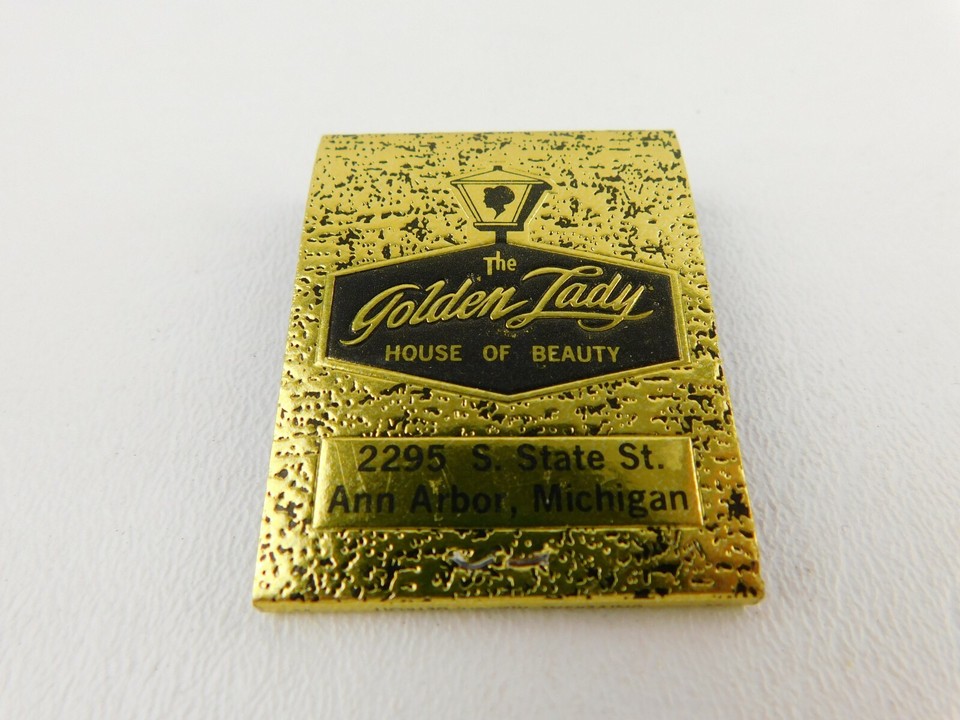 The
Golden Lady
HOUSE OF BEAUTY
2295 S. State St.
Ann Arbor, Michigan